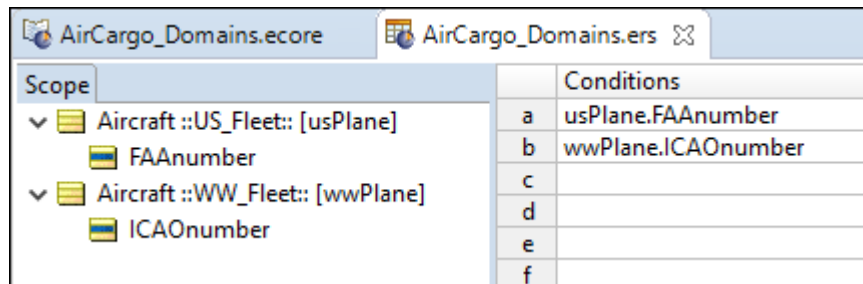 AirCargo_Domains.ecore
AirCargo_Domains.ers
Scope
Aircraft ::US_Fleet:: [usPlane]
FAAnumber
Aircraft ::WW_Fleet:: [wwPlane]
ICAOnumber
Conditions
a usPlane.FAAnumber
b wwPlane.ICAOnumber
c
d
e
f